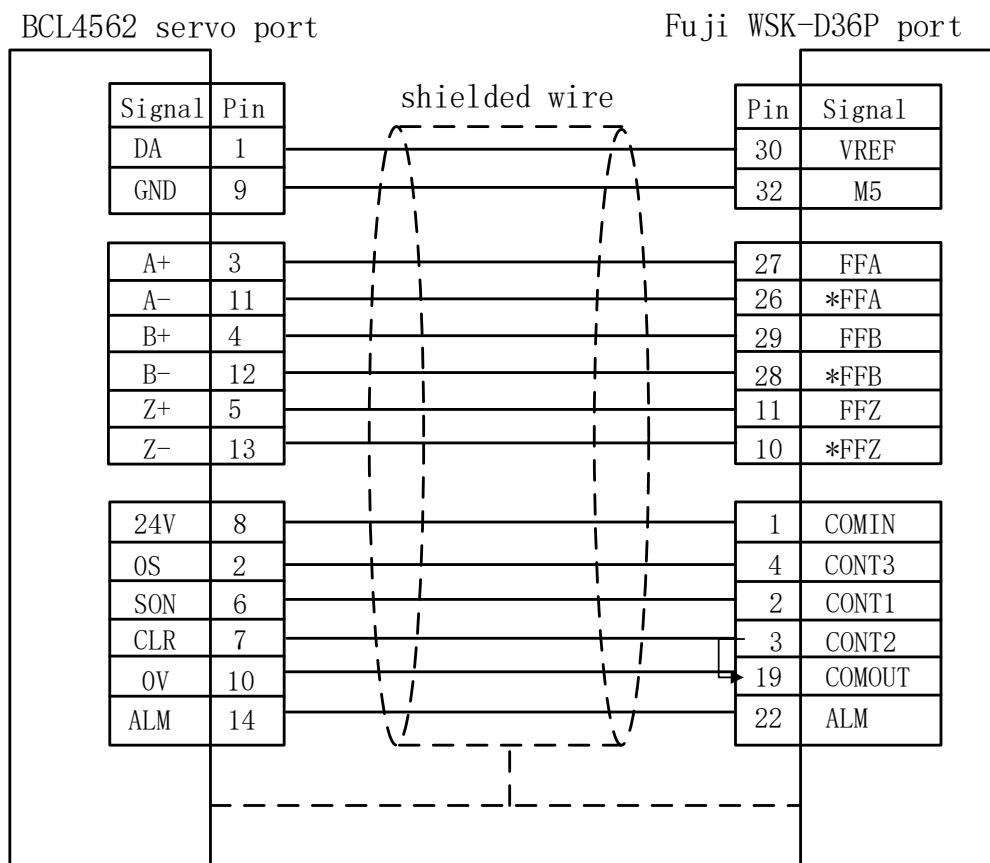 BCL4562 servo port
Fuji WSK-D36P port
shielded wire
Signal Pin
Pin Signal
DA 1
30 VREF
GND 9
32 M5
A+ 3
27 FFA
A- 11
26 *FFA
B+ 4
29 FFB
B- 12
28 *FFB
Z+ 5
11 FFZ
Z- 13
10 *FFZ
24V 8
1 COMIN
OS 2
4 CONT3
SON 6
2 CONT1
CLR 7
3 CONT2
0V 10
19 COMOUT
ALM 14
22 ALM